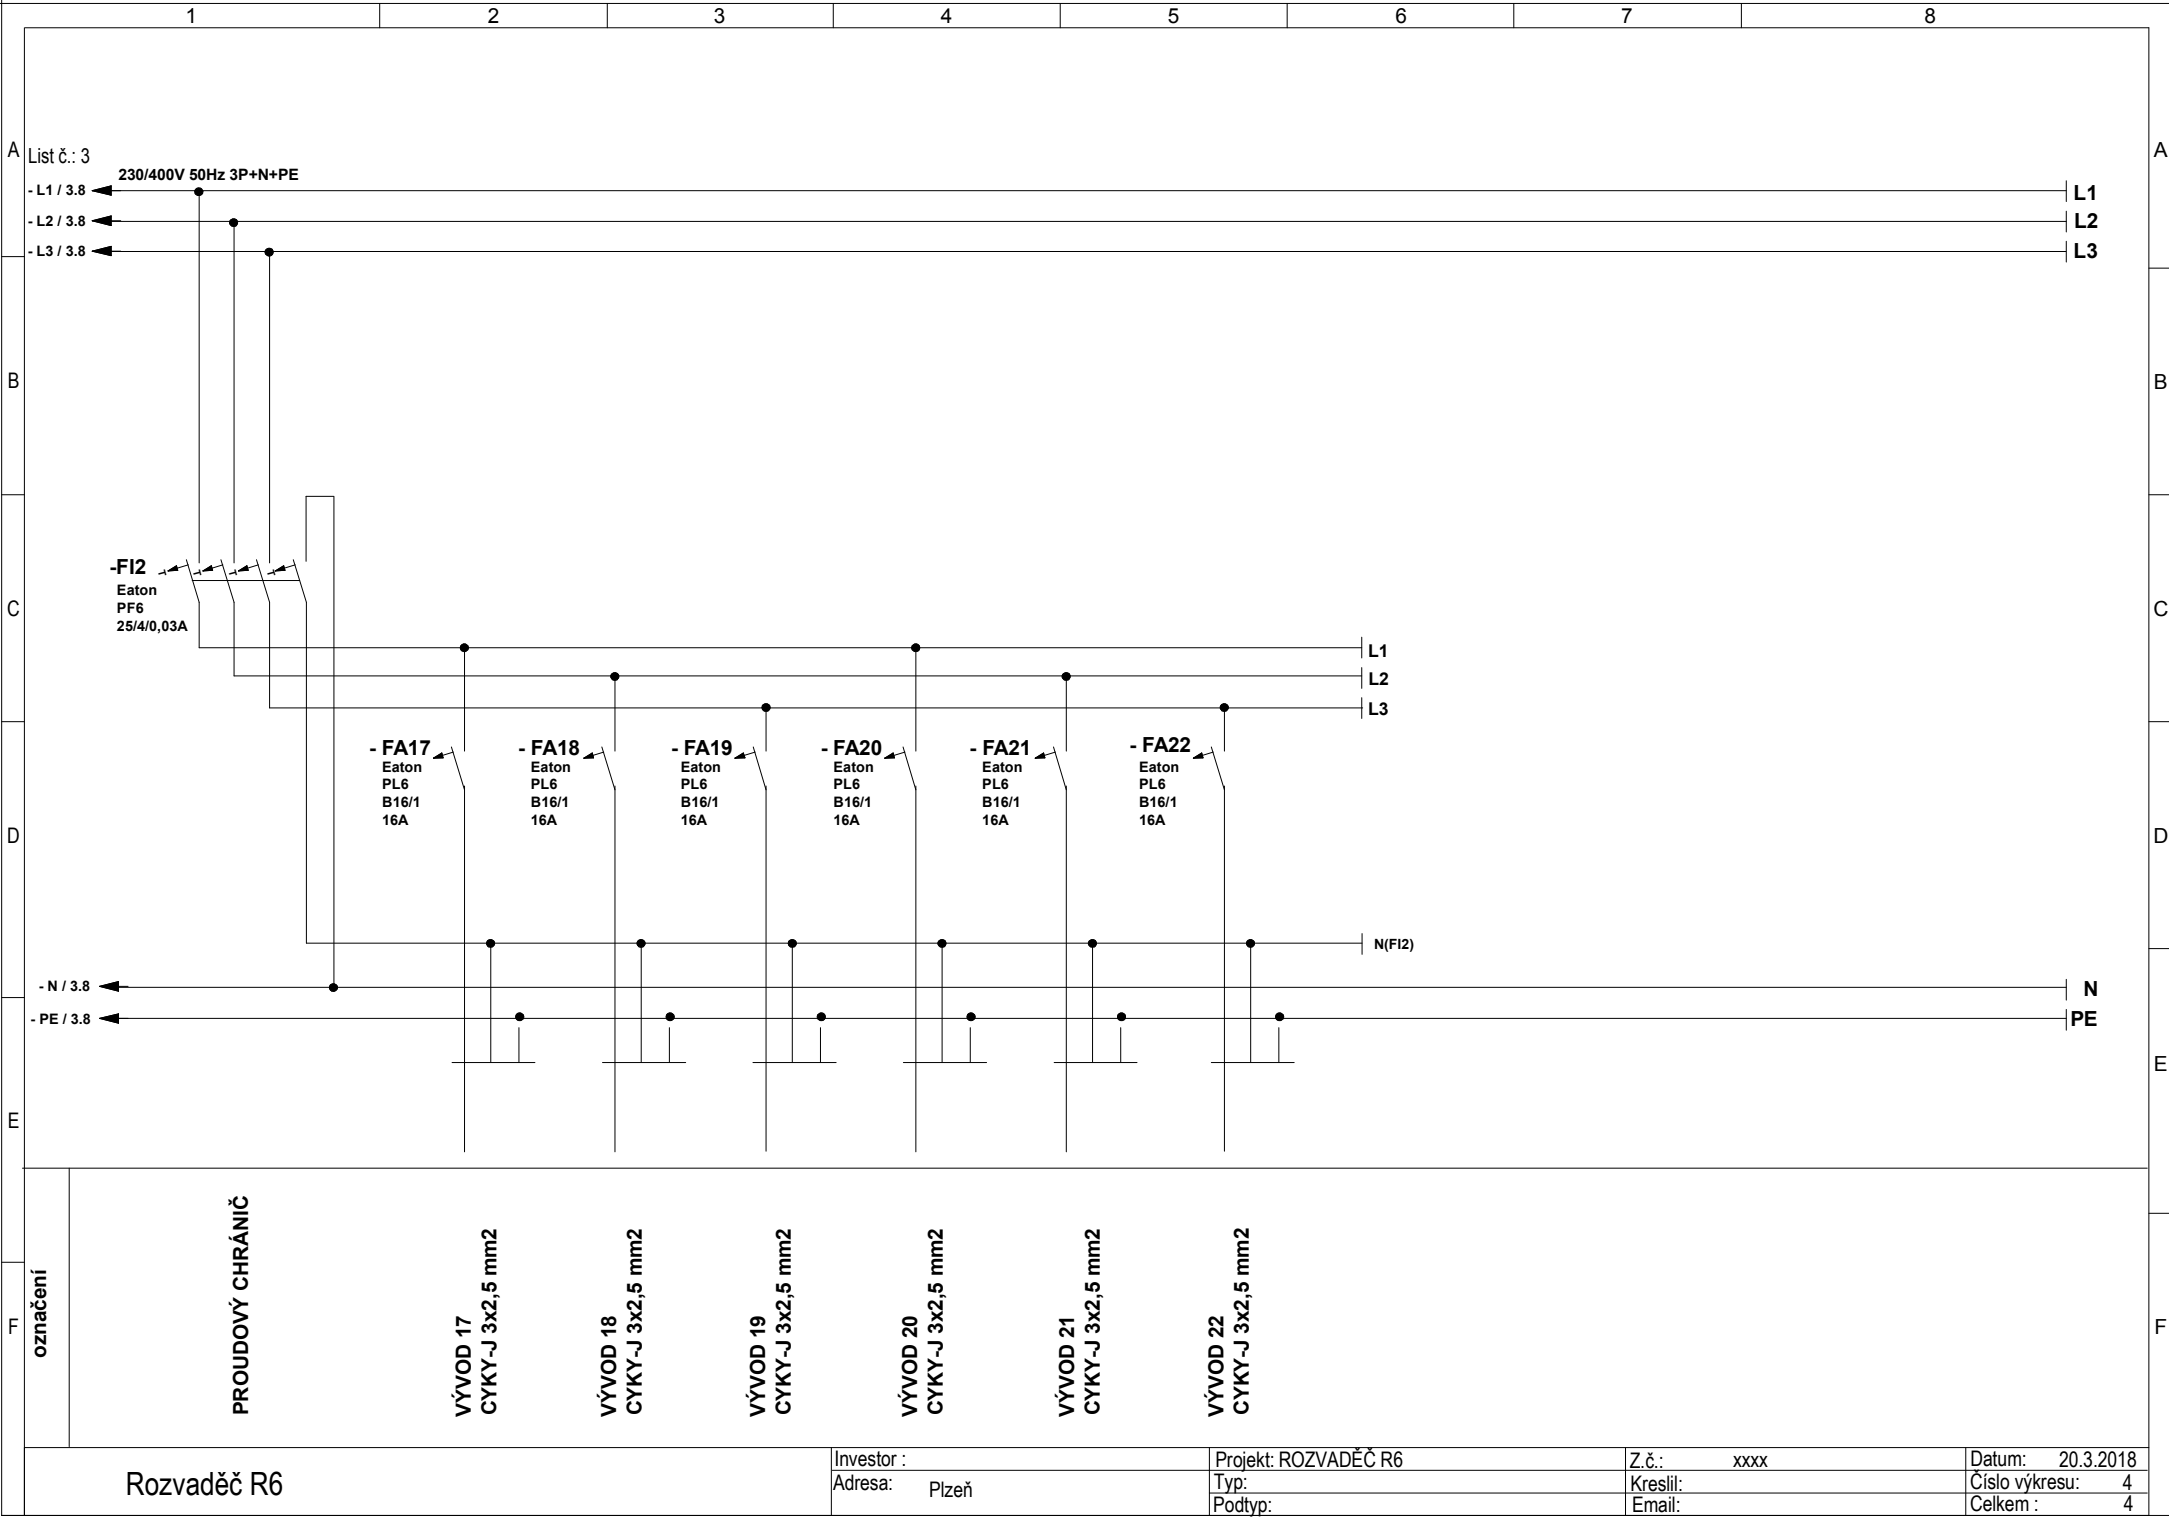 1 2 3 4 5 6 7 8
A List č.: 3 A
230/400V 50Hz 3P+N+PE
- L1 / 3.8 L1
- L2 / 3.8 L2
- L3 / 3.8 L3
B B
-FI2
Eaton
PF6
25/4/0,03A
C C
L1
L2
L3
- FA17
Eaton
PL6
B16/1
16A
- FA18
Eaton
PL6
B16/1
16A
- FA19
Eaton
PL6
B16/1
16A
- FA20
Eaton
PL6
B16/1
16A
- FA21
Eaton
PL6
B16/1
16A
- FA22
Eaton
PL6
B16/1
16A
D D
N(FI2)
- N / 3.8 N
- PE / 3.8 PE
E E
označení
PROUDOVÝ CHRÁNIČ
VÝVOD 17
CYKY-J 3x2,5 mm2
VÝVOD 18
CYKY-J 3x2,5 mm2
VÝVOD 19
CYKY-J 3x2,5 mm2
VÝVOD 20
CYKY-J 3x2,5 mm2
VÝVOD 21
CYKY-J 3x2,5 mm2
VÝVOD 22
CYKY-J 3x2,5 mm2
F F
Rozvaděč R6
Investor :
Adresa: Plzeň
Projekt: ROZVADĚČ R6
Typ:
Podtyp:
Z.č.: xxxx
Kreslil:
Email:
Datum: 20.3.2018
Číslo výkresu: 4
Celkem : 4